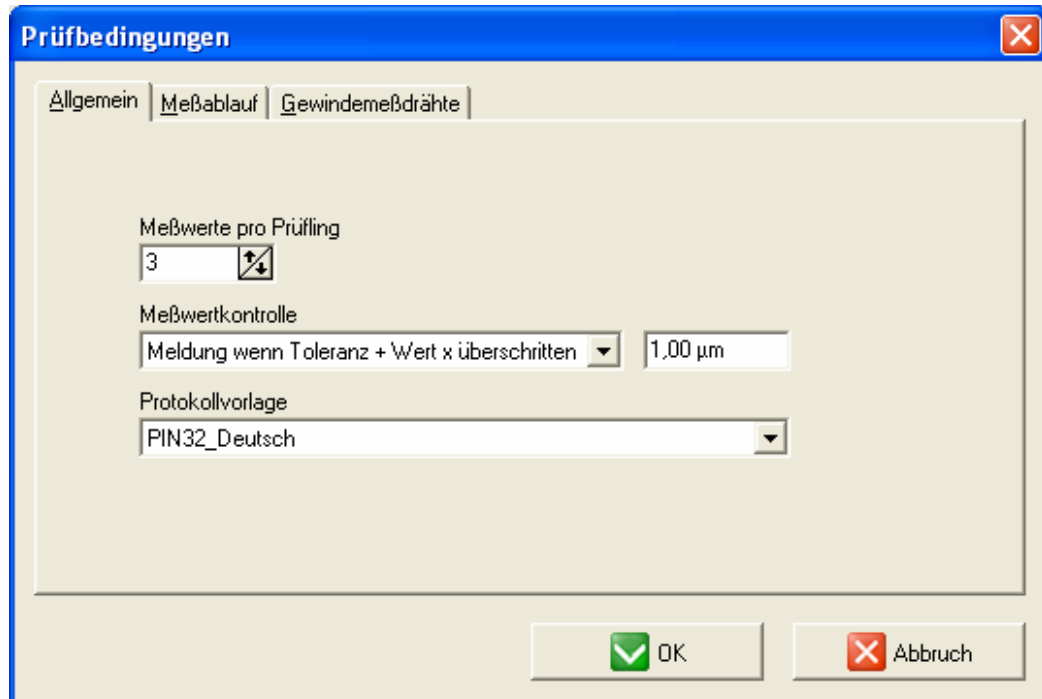 Prüfbedingungen
Allgemein Meßablauf Gewindemeßdrähte
Meßwerte pro Prüfling
3
Meßwertkontrolle
Meldung wenn Toleranz + Wert x überschritten 1,00 µm
Protokollvorlage
PIN32_Deutsch
OK Abbruch